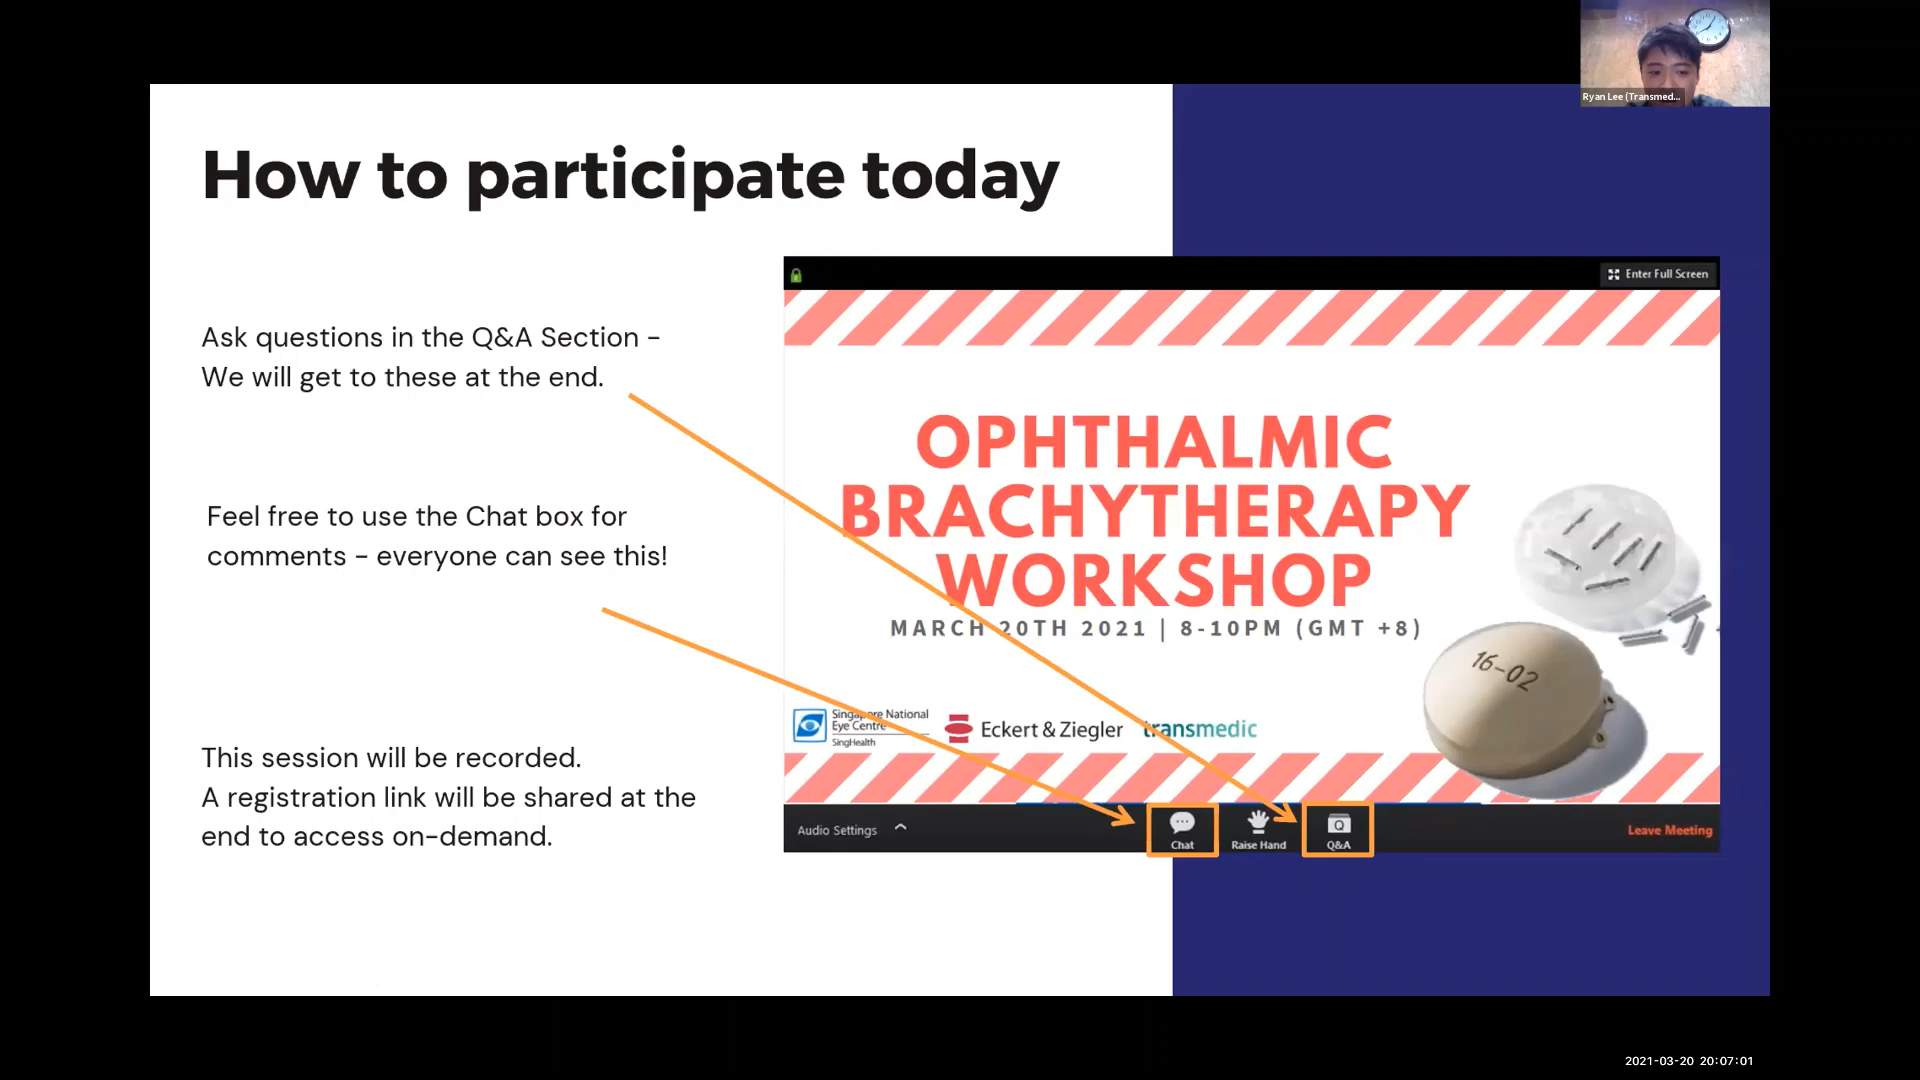 Ryan Lee (Transmed...
How to participate today
Ask questions in the Q&A Section -
We will get to these at the end.
Feel free to use the Chat box for
comments - everyone can see this!
This session will be recorded.
A registration link will be shared at the
end to access on-demand.
Enter Full Screen
OPHTHALMIC
BRACHYTHERAPY
WORKSHOP
MARCH 20TH 2021 | 8-10PM (GMT +8)
16-02
Singapore National
Eye Centre
SingHealth
Eckert & Ziegler
transmedic
Audio Settings
Chat
Raise Hand
Q&A
Leave Meeting
2021-03-20 20:07:01